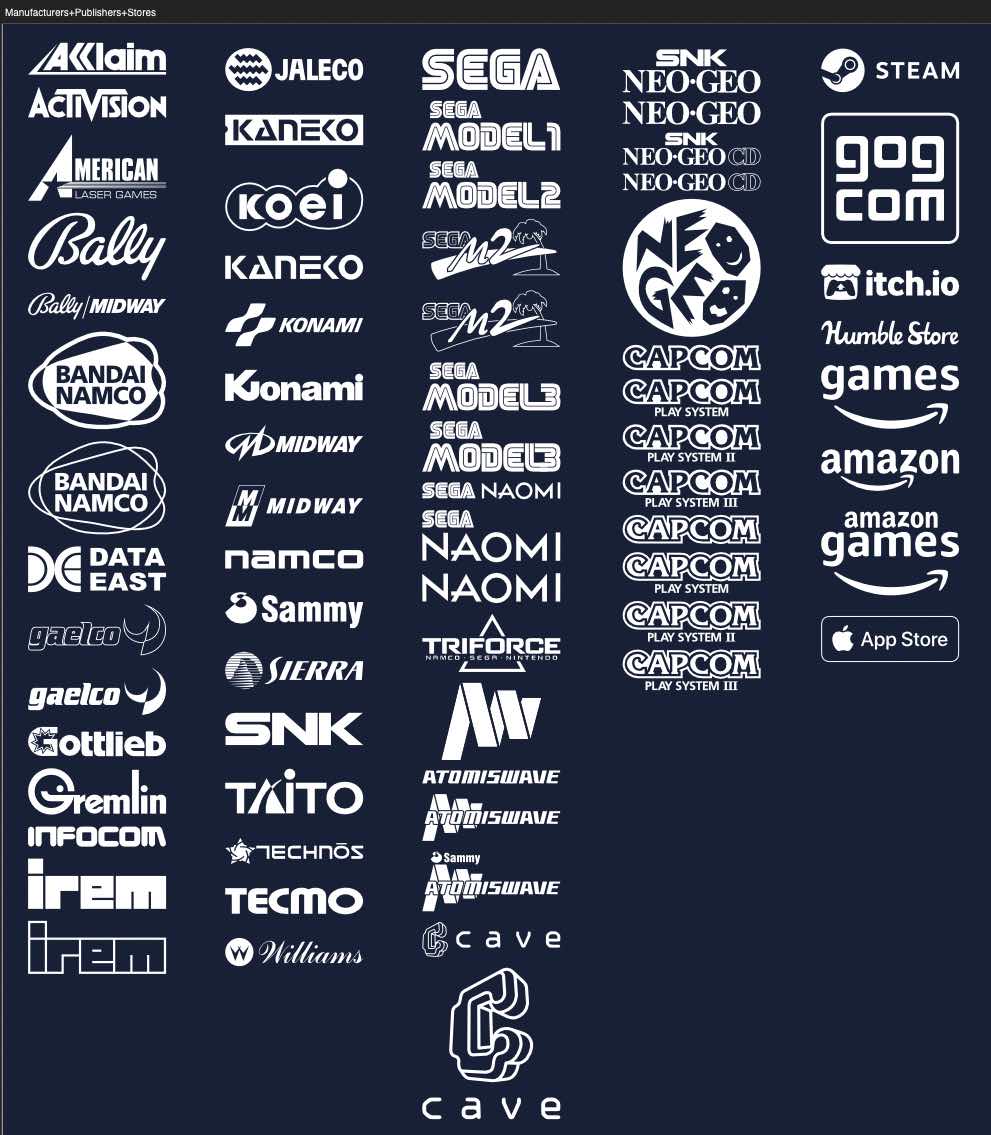 Manufacturers+Publishers+Stores
AKklaim
ACTIVISION
AMERICAN
LASER GAMES
Bally
Bally/MIDWAY
BANDAI
NAMCO
BANDAI
NAMCO
DATA
EAST
gaelco
gaelco
Gottlieb
Gremlin
INFOCOM
irem
irem
JALECO
KANEKO
KOEI
KANEKO
KONAMI
Konami
MIDWAY
MM
MIDWAY
namco
Sammy
SIERRA
SNK
TAITO
TECHNŌS
TECMO
W Williams
SEGA
SEGA
MODEL1
SEGA
MODEL2
SEGA M2
SEGA M2
SEGA
MODEL3
SEGA
MODEL3
SEGA NAOMI
SEGA
NAOMI
NAOMI
TRIFORCE
NAMCO·SEGA·NINTENDO
AW
ATOMISWAVE
ATOMISWAVE
Sammy
ATOMISWAVE
cave
cave
SNK
NEO·GEO
NEO·GEO
SNK
NEO·GEO CD
NEO·GEO CD
NEO
GEO
CAPCOM
CAPCOM
PLAY SYSTEM
CAPCOM
PLAY SYSTEM II
CAPCOM
PLAY SYSTEM III
CAPCOM
CAPCOM
PLAY SYSTEM
CAPCOM
PLAY SYSTEM II
CAPCOM
PLAY SYSTEM III
STEAM
gog
com
itch.io
Humble Store
games
amazon
amazon
games
App Store